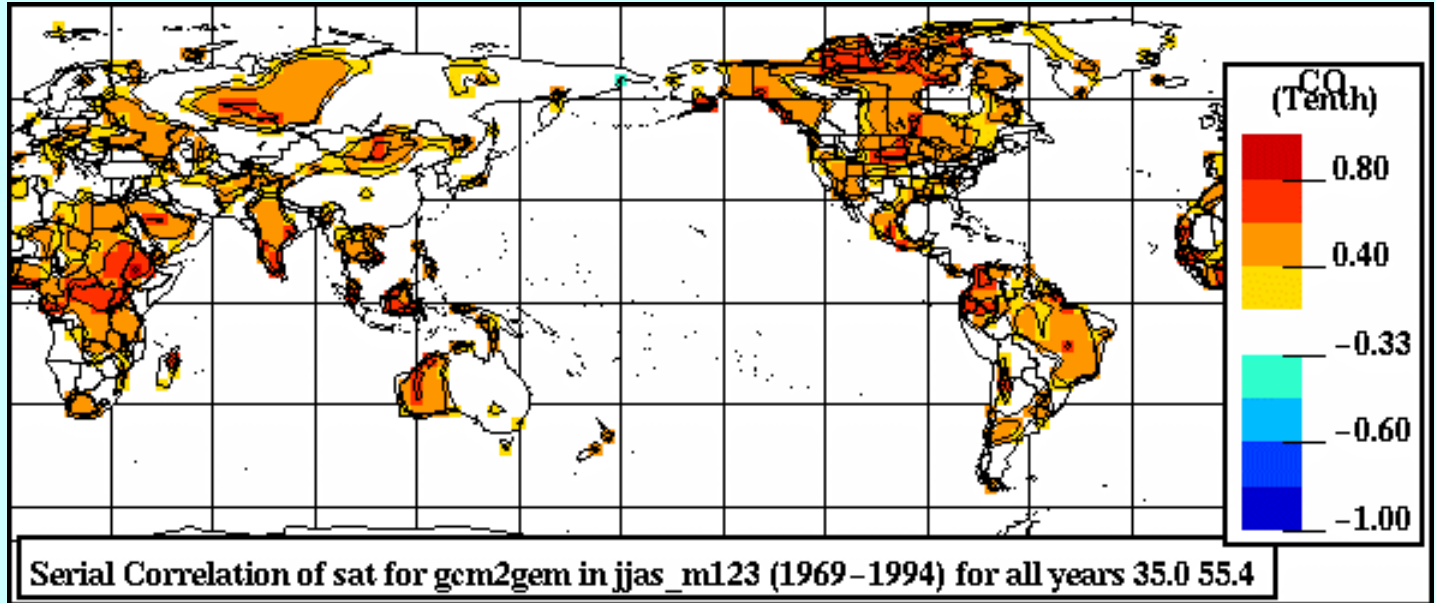 CO
(Tenth)
0.80
0.40
−0.33
−0.60
−1.00
Serial Correlation of sat for gcm2gem in jjas_m123 (1969−1994) for all years 35.0 55.4